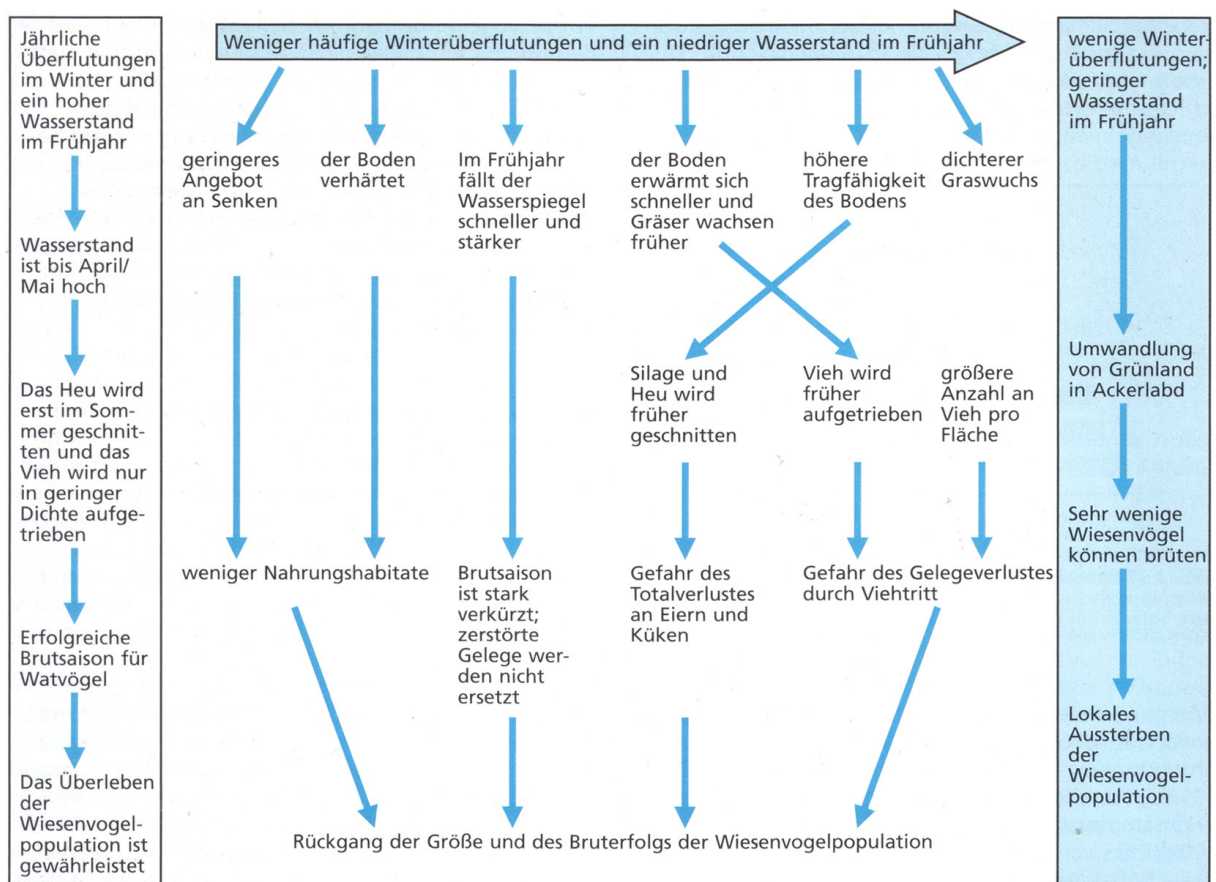 Jährliche
Überflutungen
im Winter und
ein hoher
Wasserstand
im Frühjahr
Wasserstand
ist bis April/
Mai hoch
Das Heu wird
erst im Som-
mer geschnit-
ten und das
Vieh wird nur
in geringer
Dichte aufge-
trieben
Erfolgreiche
Brutsaison für
Watvögel
Das Überleben
der
Wiesenvogel-
population ist
gewährleistet
Weniger häufige Winterüberflutungen und ein niedriger Wasserstand im Frühjahr
geringeres
Angebot
an Senken
der Boden
verhärtet
Im Frühjahr
fällt der
Wasserspiegel
schneller und
stärker
der Boden
erwärmt sich
schneller und
Gräser wachsen
früher
höhere
Tragfähigkeit
des Bodens
dichterer
Graswuchs
Silage und
Heu wird
früher
geschnitten
Vieh wird
früher
aufgetrieben
größere
Anzahl an
Vieh pro
Fläche
weniger Nahrungshabitate
Brutsaison
ist stark
verkürzt;
zerstörte
Gelege wer-
den nicht
ersetzt
Gefahr des
Totalverlustes
an Eiern und
Küken
Gefahr des Gelegeverlustes
durch Viehtritt
Rückgang der Größe und des Bruterfolgs der Wiesenvogelpopulation
wenige Winter-
überflutungen;
geringer
Wasserstand
im Frühjahr
Umwandlung
von Grünland
in Ackerlabd
Sehr wenige
Wiesenvögel
können brüten
Lokales
Aussterben
der
Wiesenvogel-
population